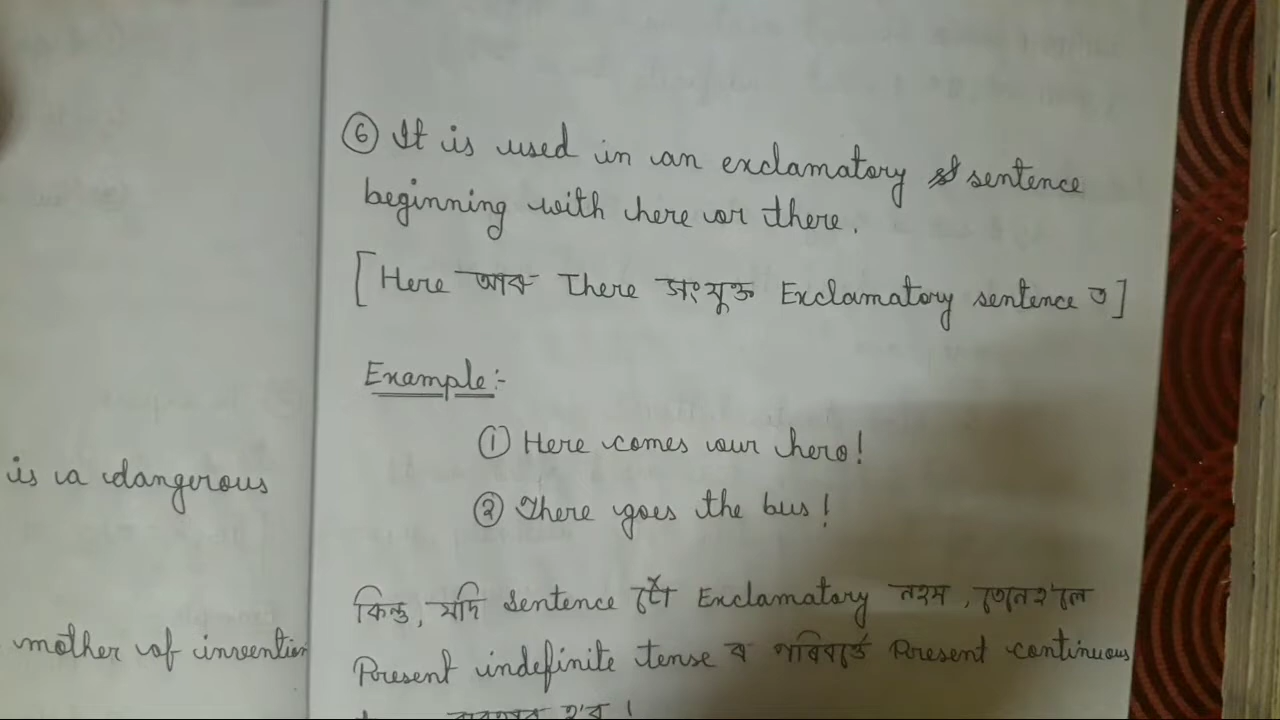 ⑥ It is used in an exclamatory sentence
beginning with here or there.
[Here আৰু There সংযুক্ত Exclamatory sentence ত]
Example:-
① Here comes our hero!
② There goes the bus!
is a dangerous
কিন্তু, যদি sentence টো Exclamatory নহয়, তেনেহ'লে
mother of invention
Present indefinite tense ৰ পৰিবৰ্তে Present continuous
হ'ব।